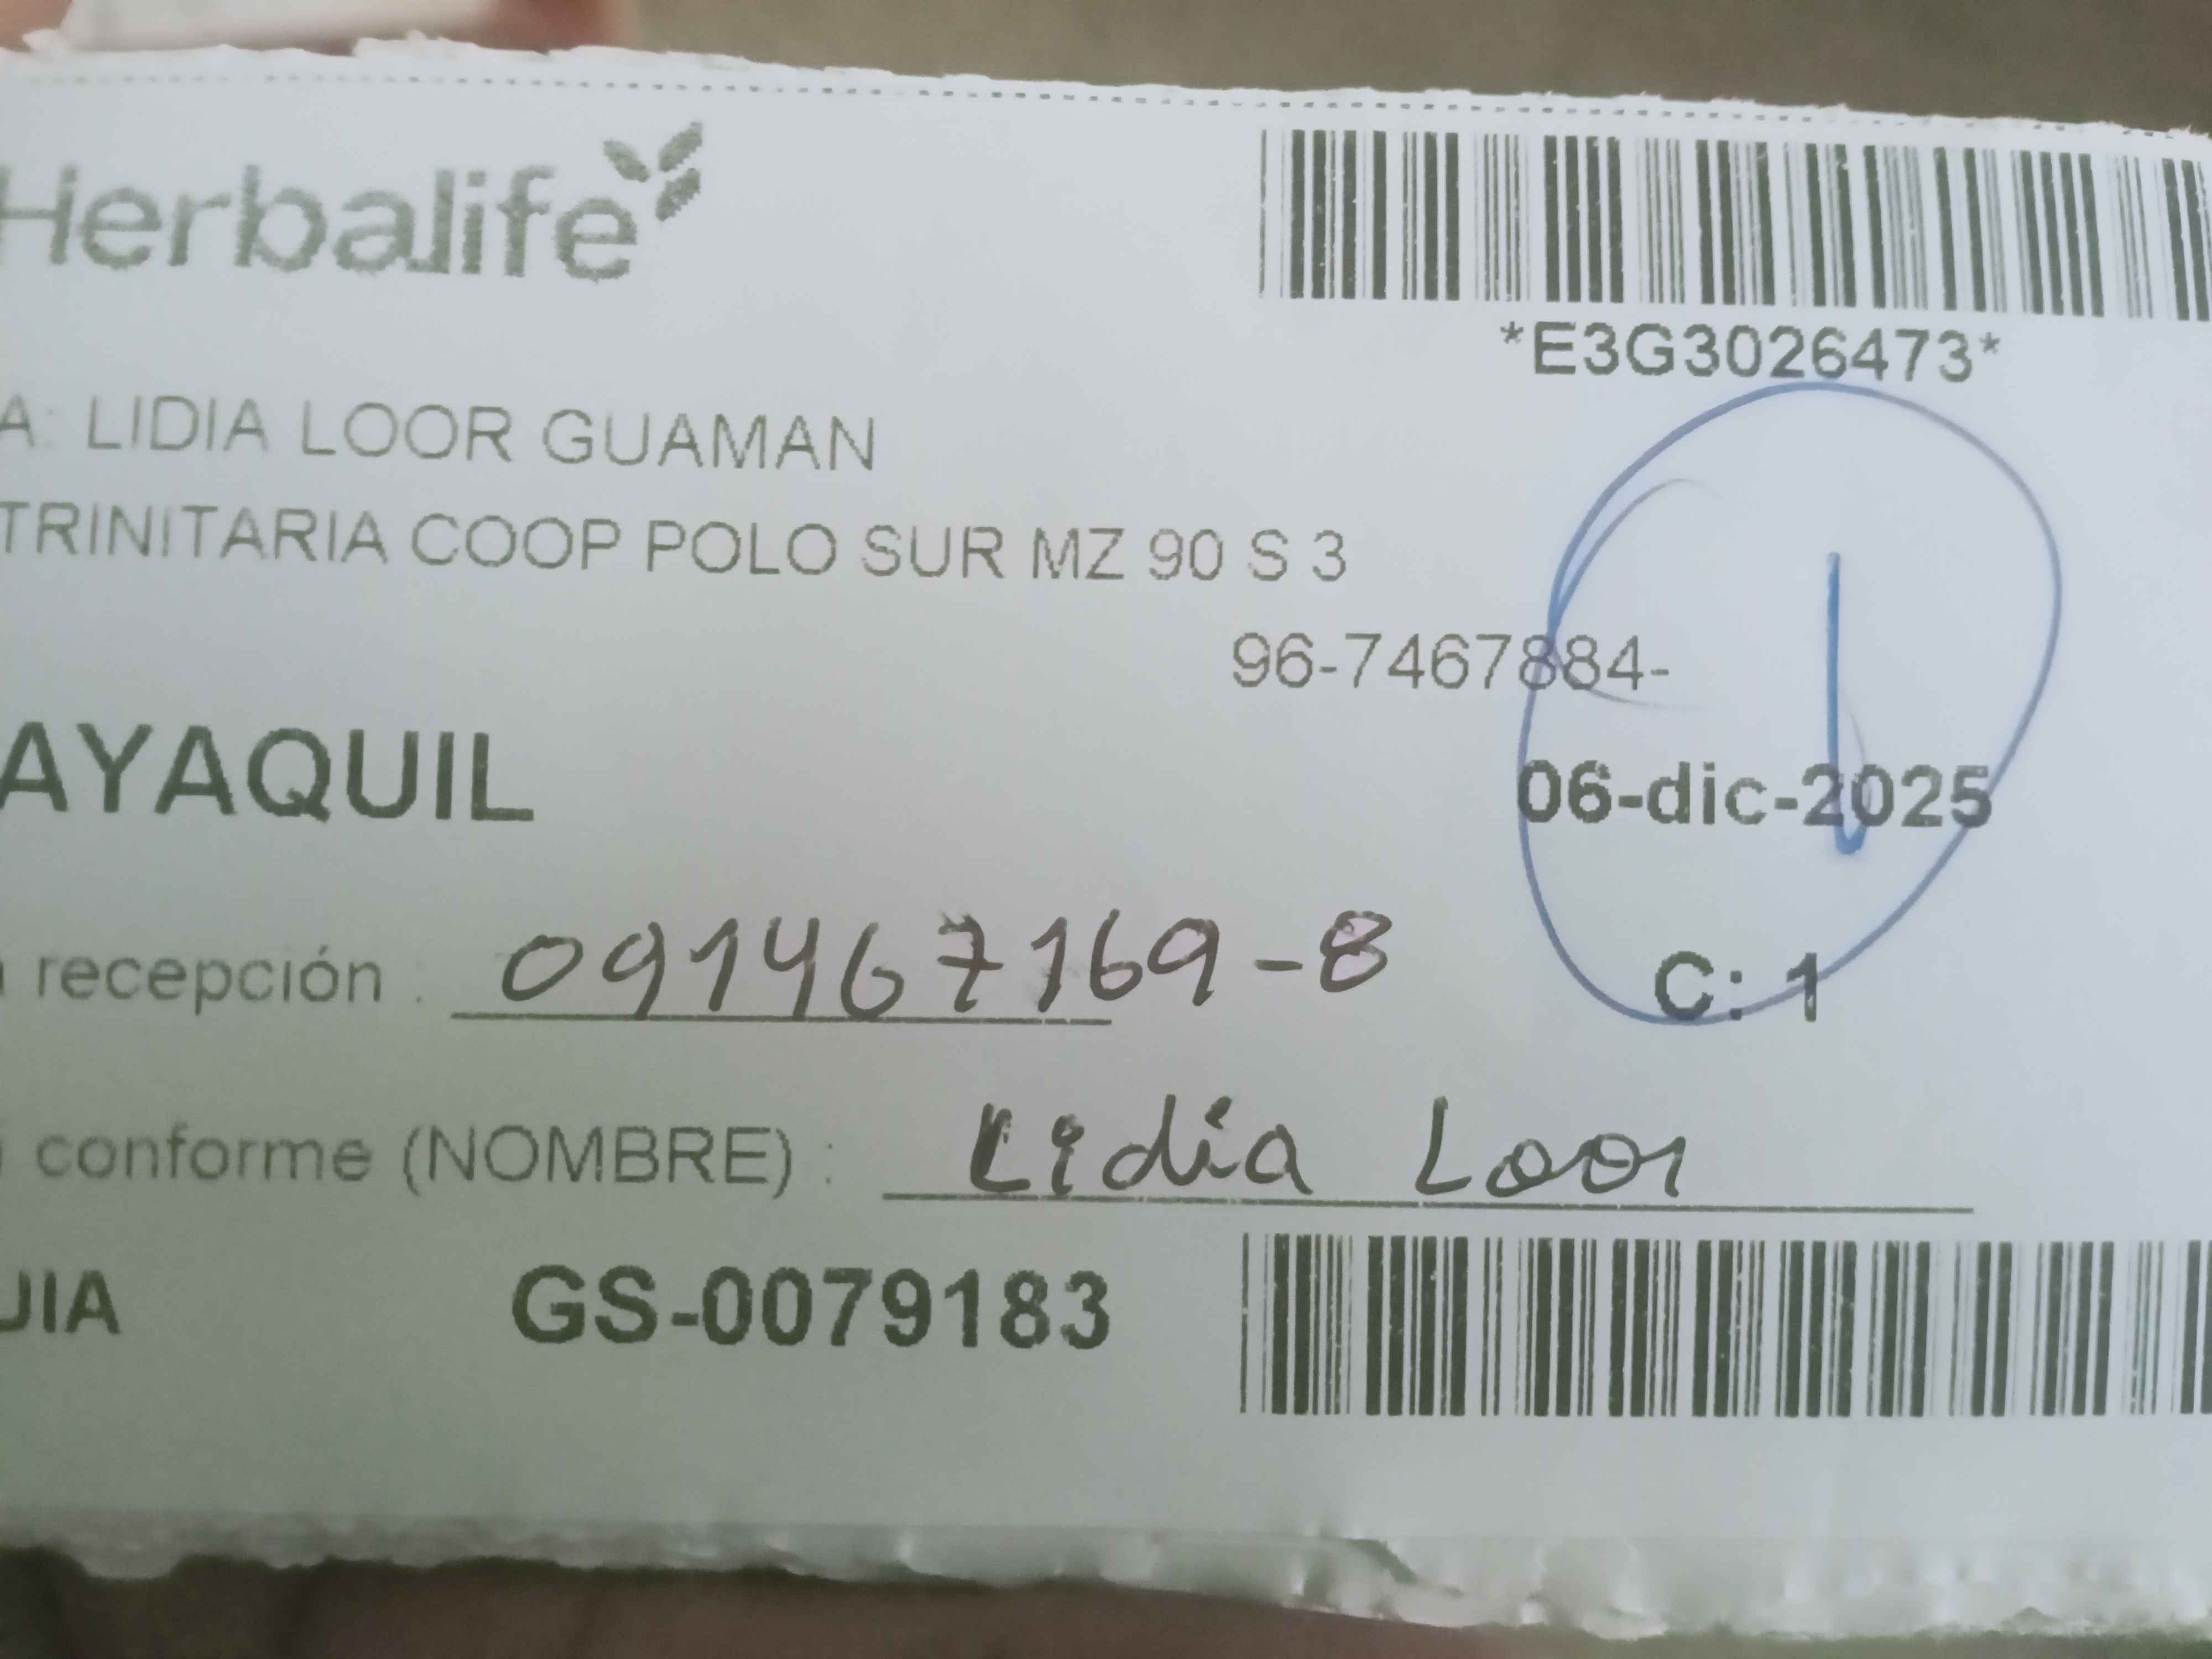 Herbalife
*E3G3026473*
A: LIDIA LOOR GUAMAN
TRINITARIA COOP POLO SUR MZ 90 S 3
96-7467884-
AYAQUIL
06-dic-2025
recepción : 091467169-8
C: 1
conforme (NOMBRE) : Lidia Loor
UIA GS-0079183